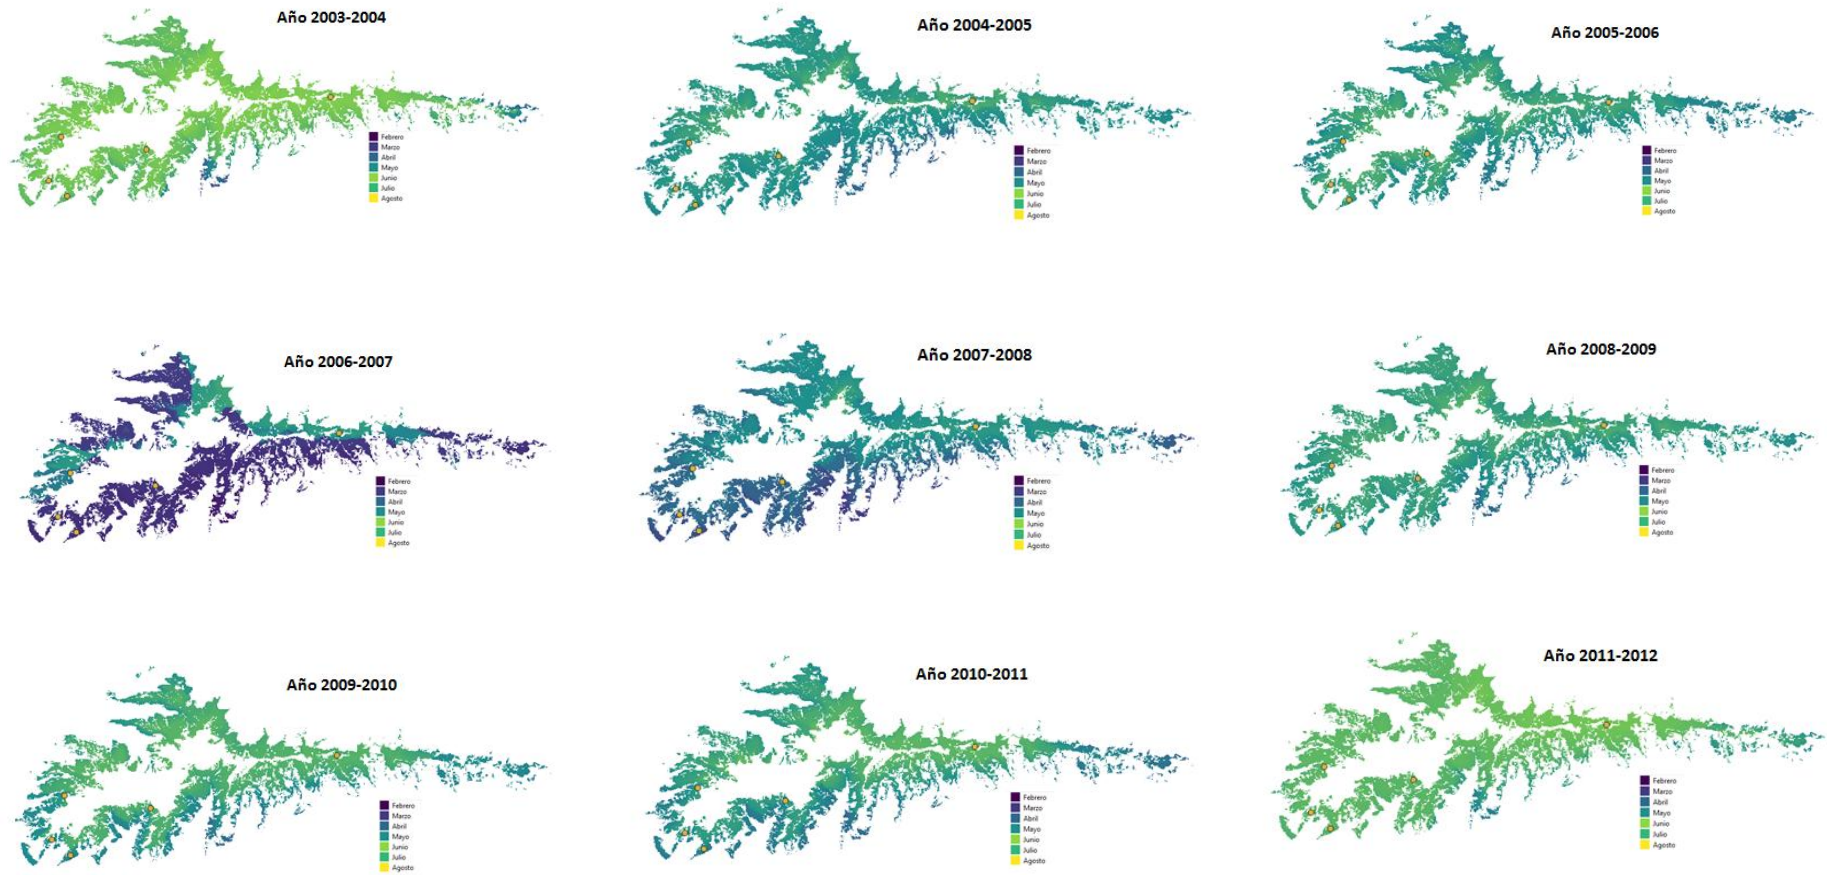 Año 2003-2004
Febrero
Marzo
Abril
Mayo
Junio
Julio
Agosto
Año 2004-2005
Febrero
Marzo
Abril
Mayo
Junio
Julio
Agosto
Año 2005-2006
Febrero
Marzo
Abril
Mayo
Junio
Julio
Agosto
Año 2006-2007
Febrero
Marzo
Abril
Mayo
Junio
Julio
Agosto
Año 2007-2008
Febrero
Marzo
Abril
Mayo
Junio
Julio
Agosto
Año 2008-2009
Febrero
Marzo
Abril
Mayo
Junio
Julio
Agosto
Año 2009-2010
Febrero
Marzo
Abril
Mayo
Junio
Julio
Agosto
Año 2010-2011
Febrero
Marzo
Abril
Mayo
Junio
Julio
Agosto
Año 2011-2012
Febrero
Marzo
Abril
Mayo
Junio
Julio
Agosto